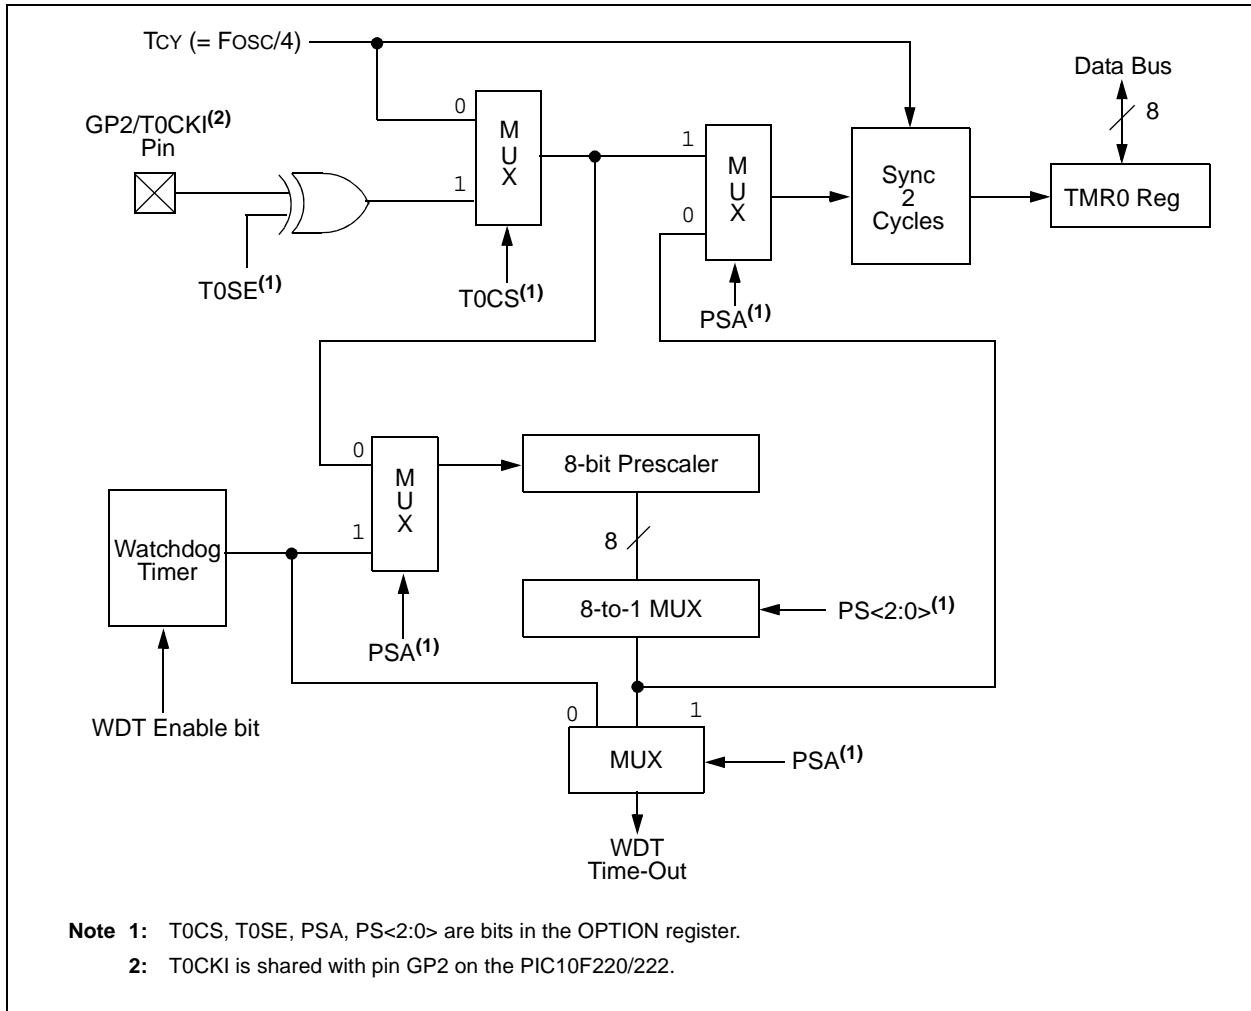 TCY (= FOSC/4)
Data Bus
8
GP2/T0CKI(2)
Pin
0
1
MUX
T0SE(1)
T0CS(1)
1
0
MUX
PSA(1)
Sync
2
Cycles
TMR0 Reg
0
1
MUX
PSA(1)
8-bit Prescaler
8
8-to-1 MUX
PS<2:0>(1)
Watchdog
Timer
WDT Enable bit
0
1
MUX
PSA(1)
WDT
Time-Out
Note 1: T0CS, T0SE, PSA, PS<2:0> are bits in the OPTION register.
2: T0CKI is shared with pin GP2 on the PIC10F220/222.